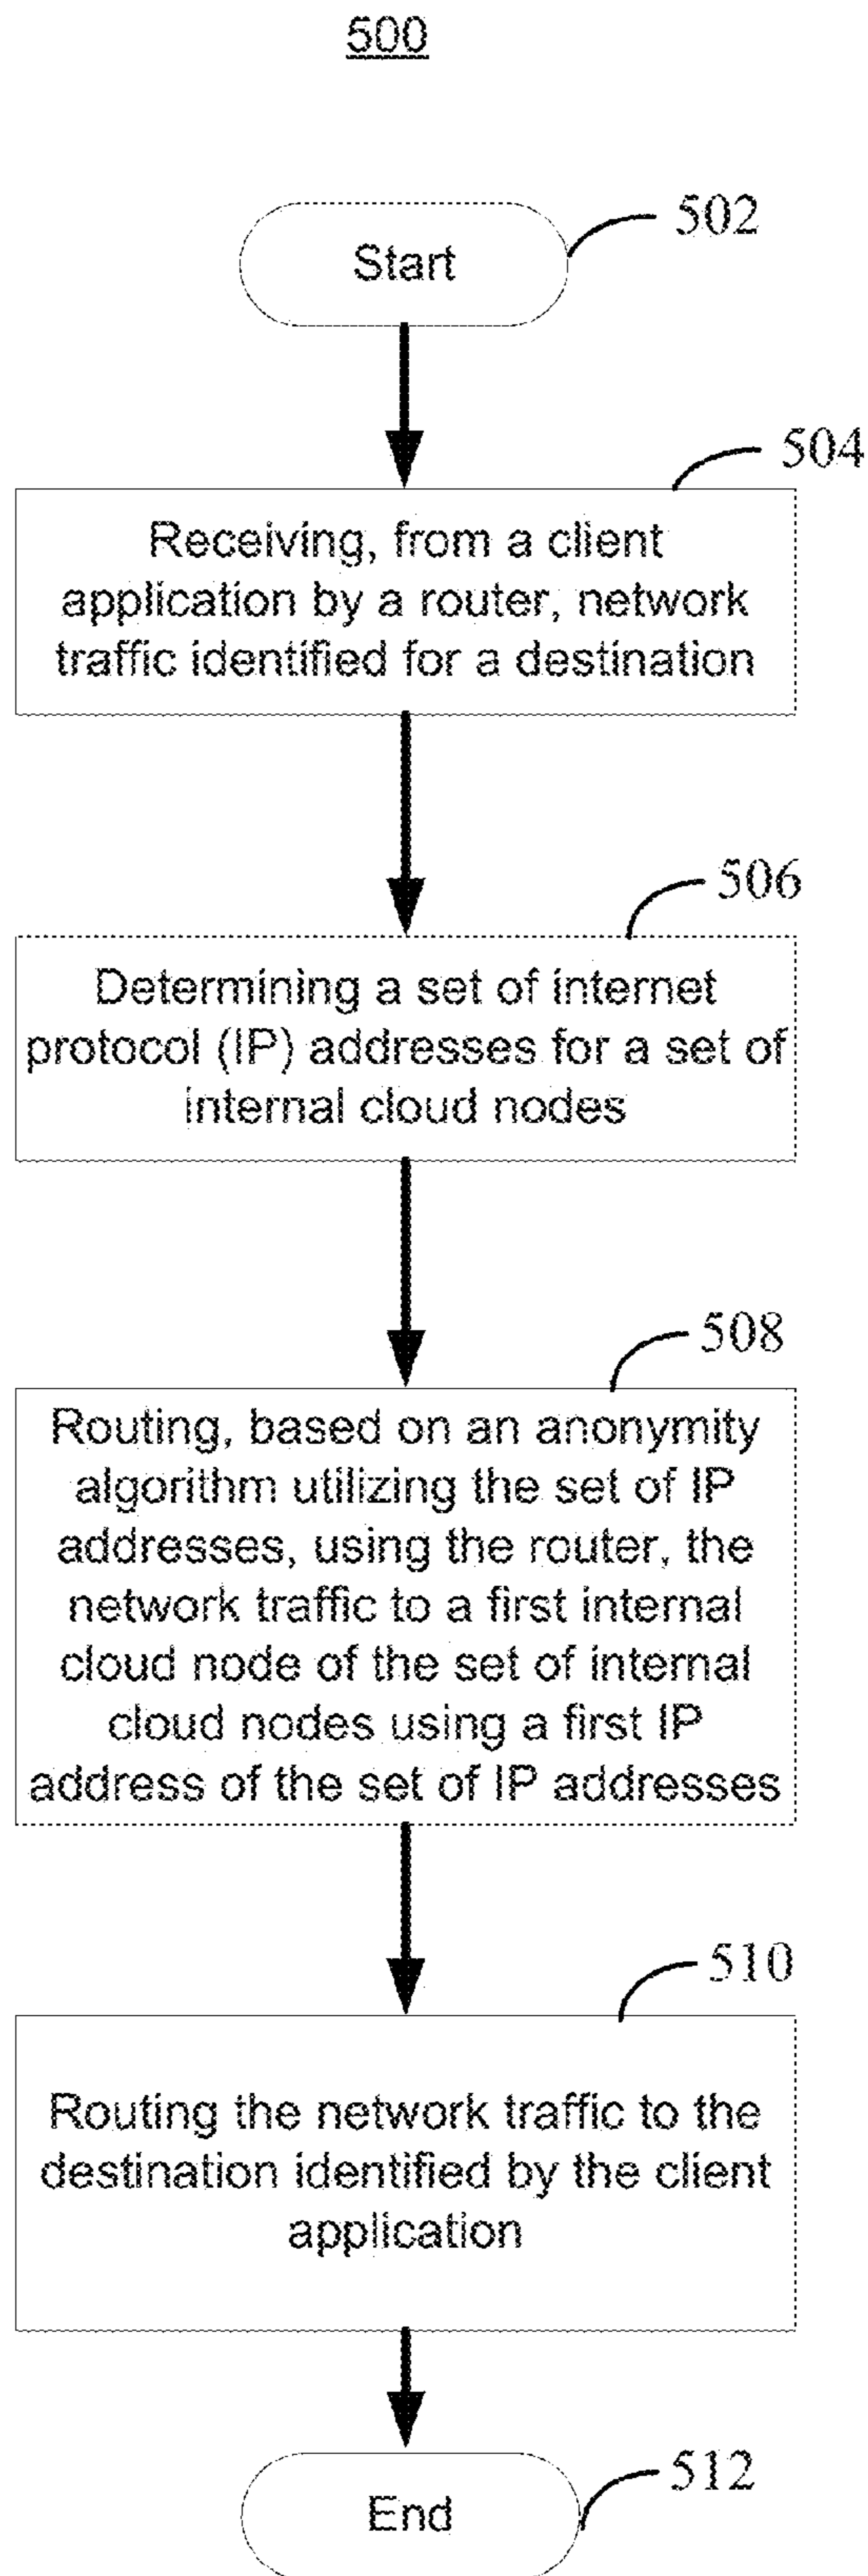 500
Start
502
504
Receiving, from a client
application by a router, network
traffic identified for a destination
506
Determining a set of internet
protocol (IP) addresses for a set of
internal cloud nodes
508
Routing, based on an anonymity
algorithm utilizing the set of IP
addresses, using the router, the
network traffic to a first internal
cloud node of the set of internal
cloud nodes using a first IP
address of the set of IP addresses
510
Routing the network traffic to the
destination identified by the client
application
512
End